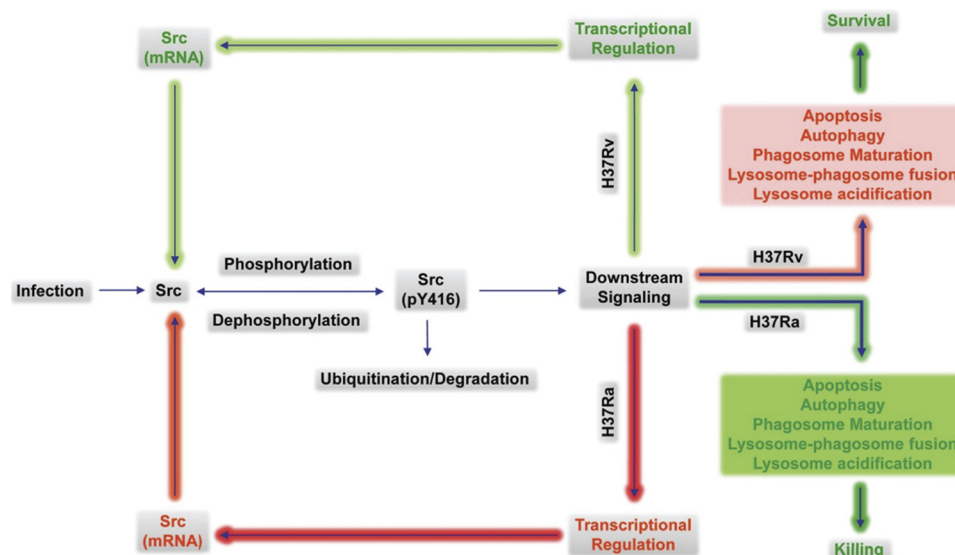 Src
(mRNA)
Transcriptional
Regulation
Survival
H37Rv
Apoptosis
Autophagy
Phagosome Maturation
Lysosome-phagosome fusion
Lysosome acidification
Infection
Src
Phosphorylation
Dephosphorylation
Src
(pY416)
Ubiquitination/Degradation
Downstream
Signaling
H37Rv
H37Ra
H37Ra
Apoptosis
Autophagy
Phagosome Maturation
Lysosome-phagosome fusion
Lysosome acidification
Src
(mRNA)
Transcriptional
Regulation
Killing